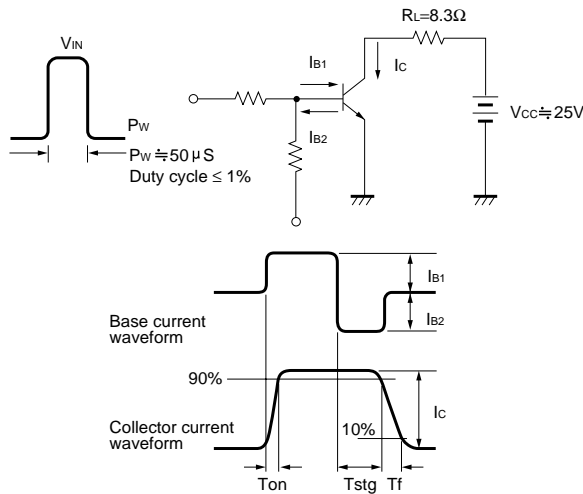 VIN
PW
PW≒50μS
Duty cycle ≤ 1%
RL=8.3Ω
IB1
IC
IB2
VCC≒25V
IB1
IB2
Base current
waveform
90%
IC
Collector current
waveform
10%
Ton
Tstg
Tf